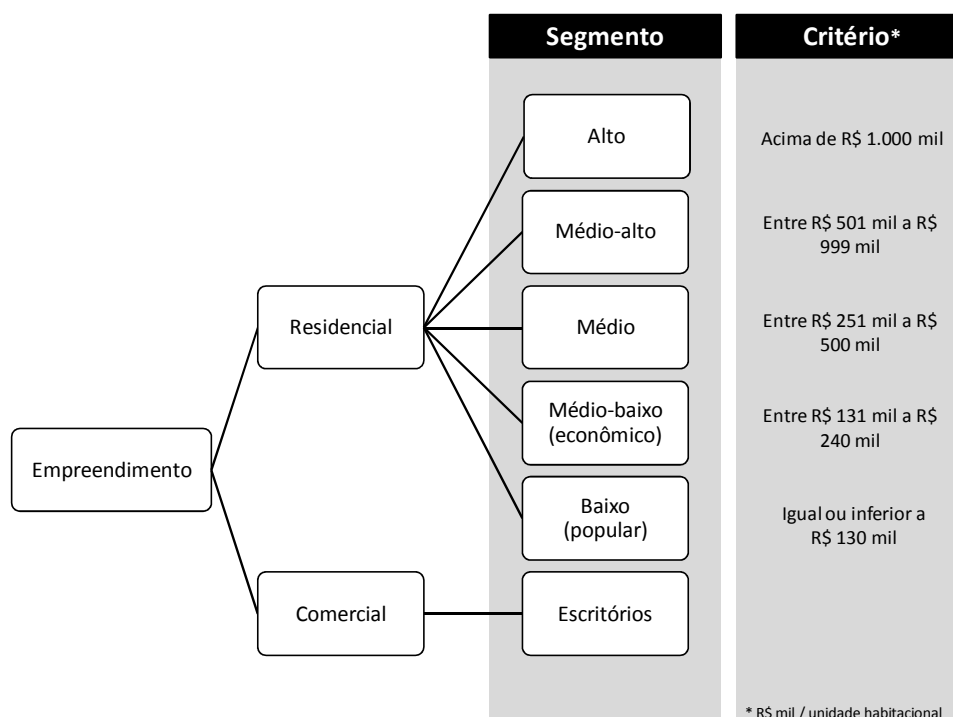 Segmento
Critério*
Alto
Acima de R$ 1.000 mil
Médio-alto
Entre R$ 501 mil a R$
999 mil
Residencial
Médio
Entre R$ 251 mil a R$
500 mil
Médio-baixo
(econômico)
Entre R$ 131 mil a R$
240 mil
Empreendimento
Baixo
(popular)
Igual ou inferior a
R$ 130 mil
Comercial
Escritórios
* R$ mil / unidade habitacional